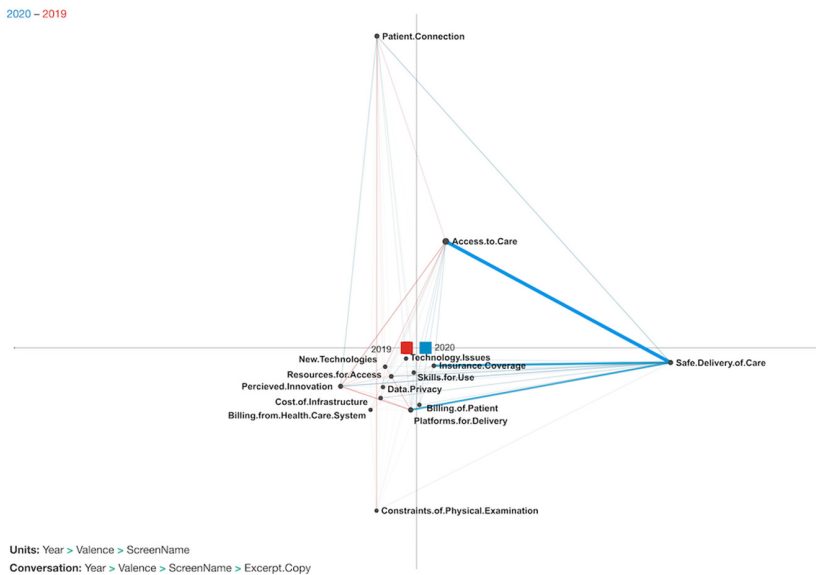 2020 – 2019
Patient.Connection
Access.to.Care
2019
2020
New.Technologies
Technology.Issues
Insurance.Coverage
Safe.Delivery.of.Care
Resources.for.Access
Skills.for.Use
Percieved.Innovation
Data.Privacy
Cost.of.Infrastructure
Billing.of.Patient
Billing.from.Health.Care.System
Platforms.for.Delivery
Constraints.of.Physical.Examination
Units: Year > Valence > ScreenName
Conversation: Year > Valence > ScreenName > Excerpt.Copy